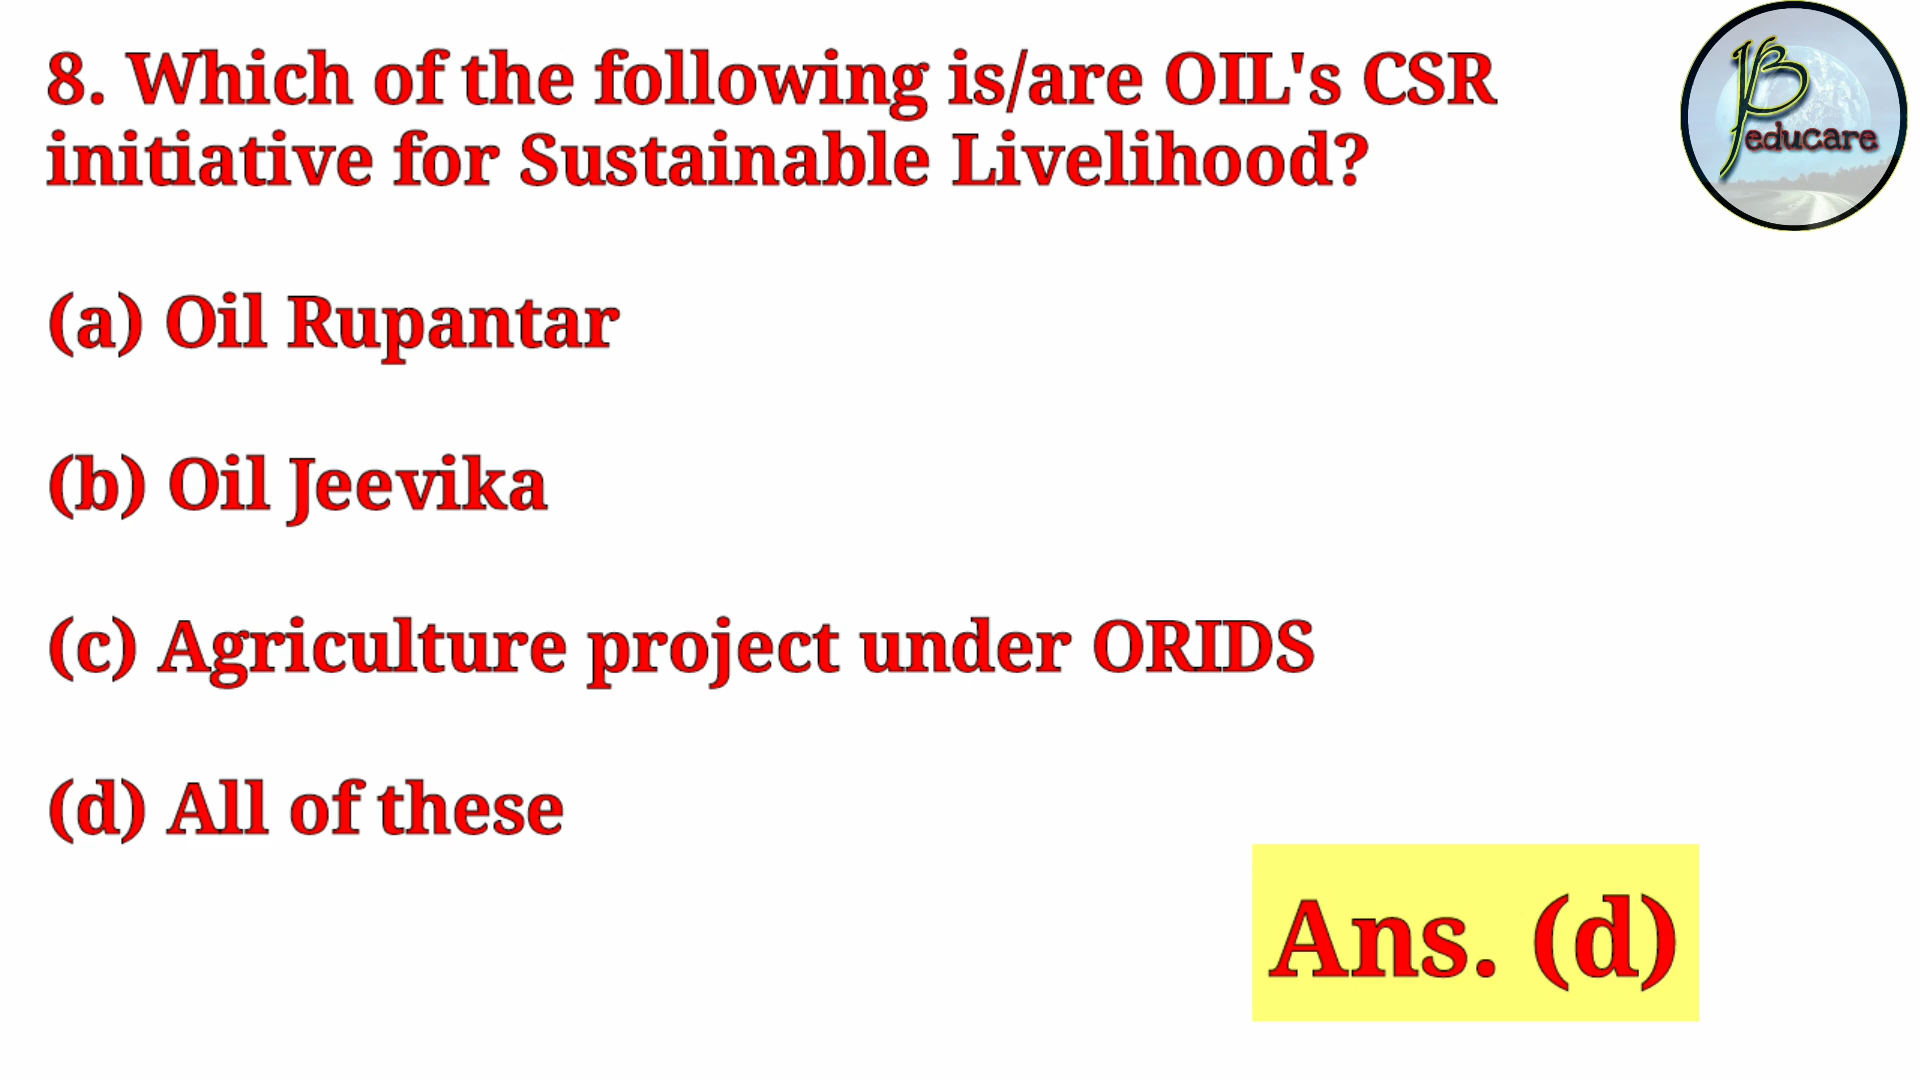 8. Which of the following is/are OIL's CSR
initiative for Sustainable Livelihood?
(a) Oil Rupantar
(b) Oil Jeevika
(c) Agriculture project under ORIDS
(d) All of these
Ans. (d)
educare